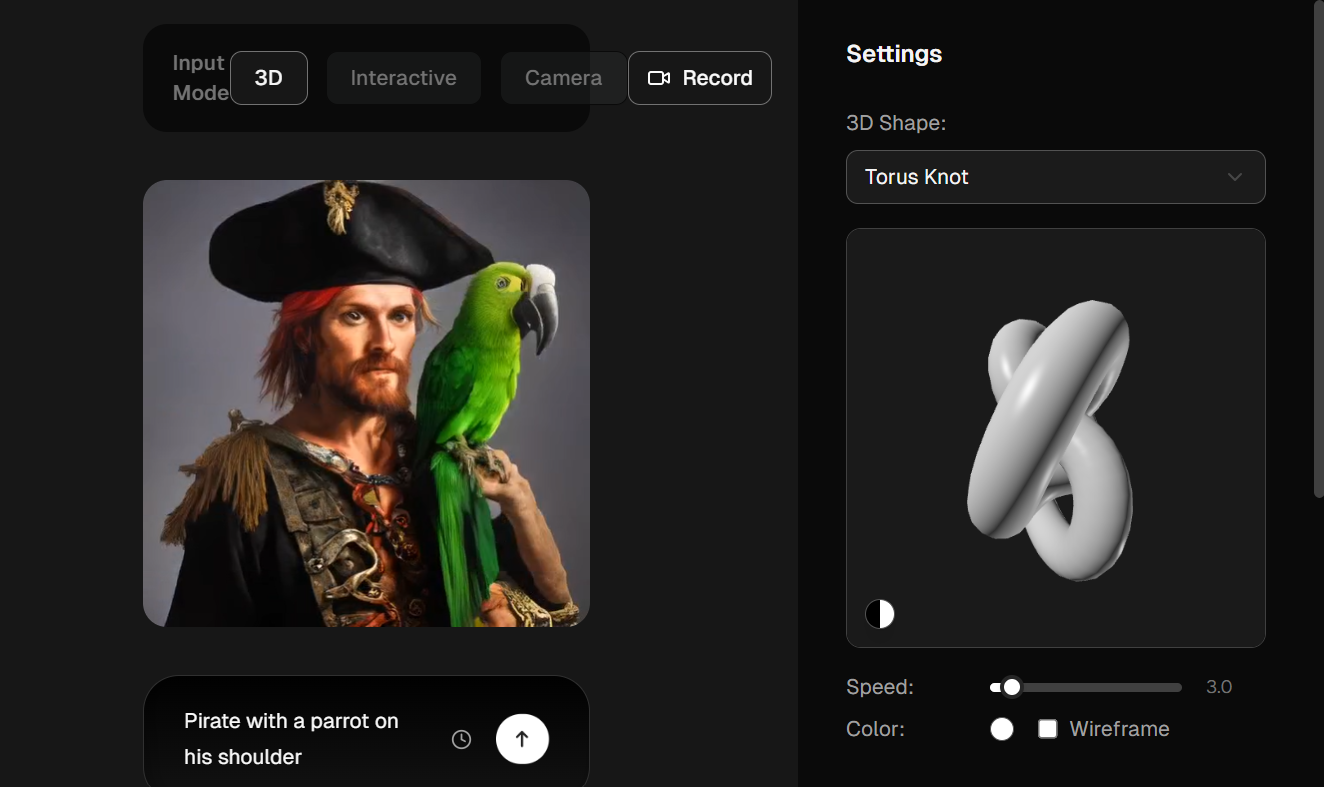 Input
Mode
3D
Interactive
Camera
Record
Pirate with a parrot on
his shoulder
Settings
3D Shape:
Torus Knot
Speed:
3.0
Color:
Wireframe